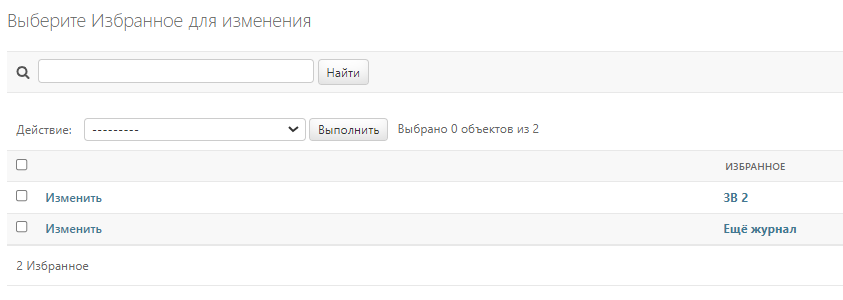 Выберите Избранное для изменения
Найти
Действие: --------- Выполнить Выбрано 0 объектов из 2
ИЗБРАННОЕ
Изменить ЗВ 2
Изменить Ещё журнал
2 Избранное